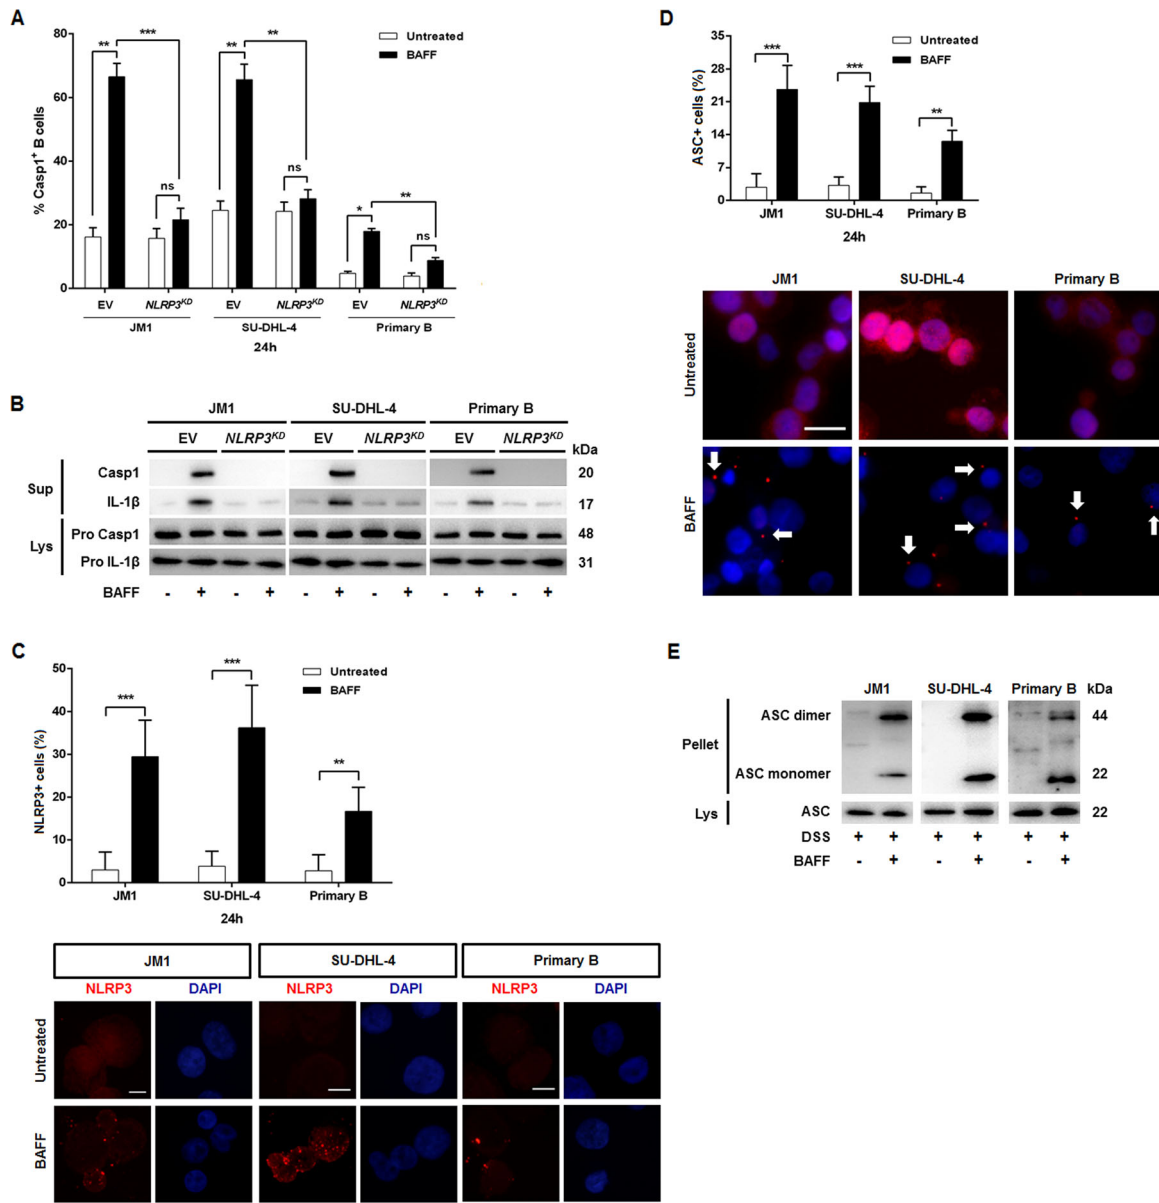 A
80
60
40
20
0
% Casp1+ B cells
** *** ** ** * **
ns ns ns
Untreated
BAFF
EV NLRP3KD EV NLRP3KD EV NLRP3KD
JM1 SU-DHL-4 Primary B
24h
B
JM1 SU-DHL-4 Primary B
EV NLRP3KD EV NLRP3KD EV NLRP3KD kDa
Sup
Casp1 20
IL-1β 17
Lys
Pro Casp1 48
Pro IL-1β 31
BAFF - + - + - + - + - + - +
C
50
40
30
20
10
0
NLRP3+ cells (%)
*** *** **
Untreated
BAFF
JM1 SU-DHL-4 Primary B
24h
JM1 SU-DHL-4 Primary B
NLRP3 DAPI NLRP3 DAPI NLRP3 DAPI
Untreated
BAFF
D
35
28
21
14
7
0
ASC+ cells (%)
*** *** **
Untreated
BAFF
JM1 SU-DHL-4 Primary B
24h
JM1 SU-DHL-4 Primary B
Untreated
BAFF
E
JM1 SU-DHL-4 Primary B kDa
Pellet
ASC dimer 44
ASC monomer 22
Lys
ASC 22
DSS + + + + + +
BAFF - + - + - +